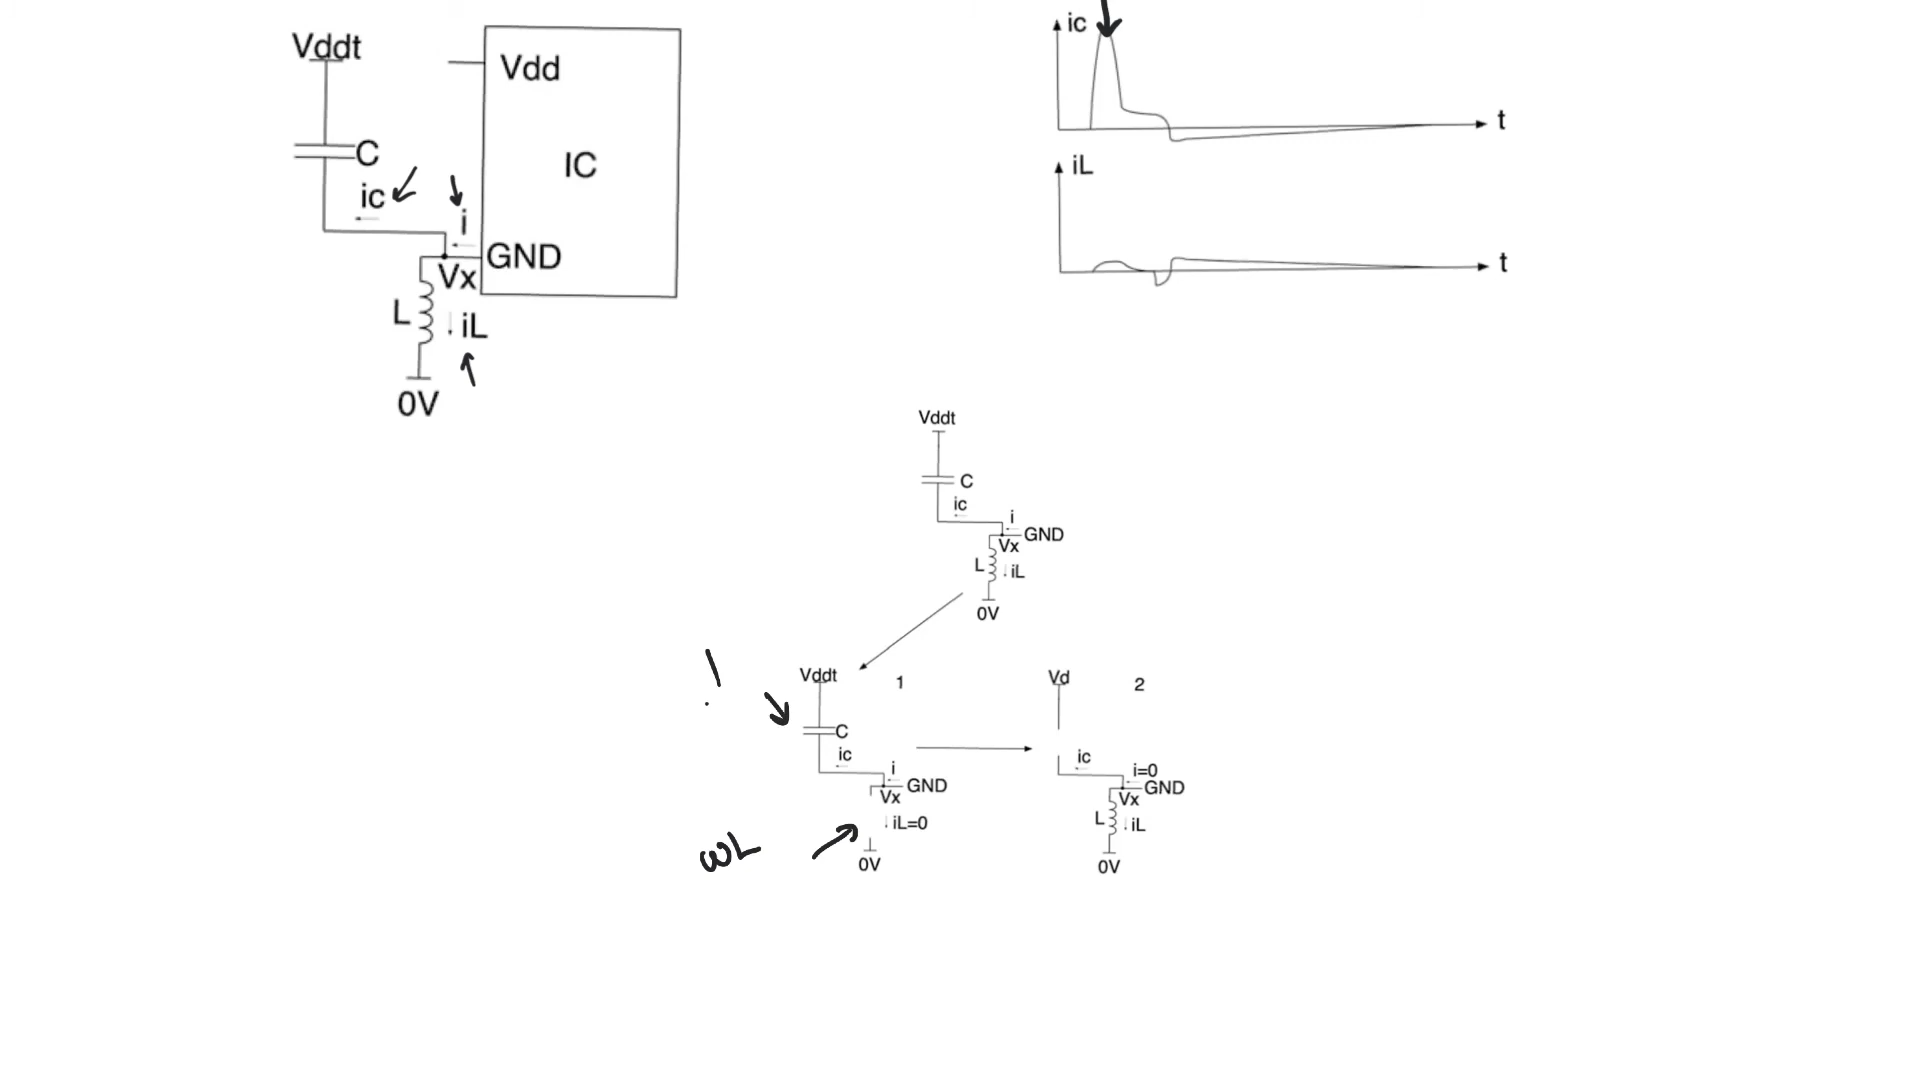 Vddt
Vdd
C
IC
ic
i
GND
Vx
L
iL
0V
ic
t
iL
t
Vddt
C
ic
i
GND
Vx
L
iL
0V
!
Vddt
1
C
ic
i
GND
Vx
iL=0
0V
ωL
Vd
2
ic
i=0
GND
Vx
L
iL
0V